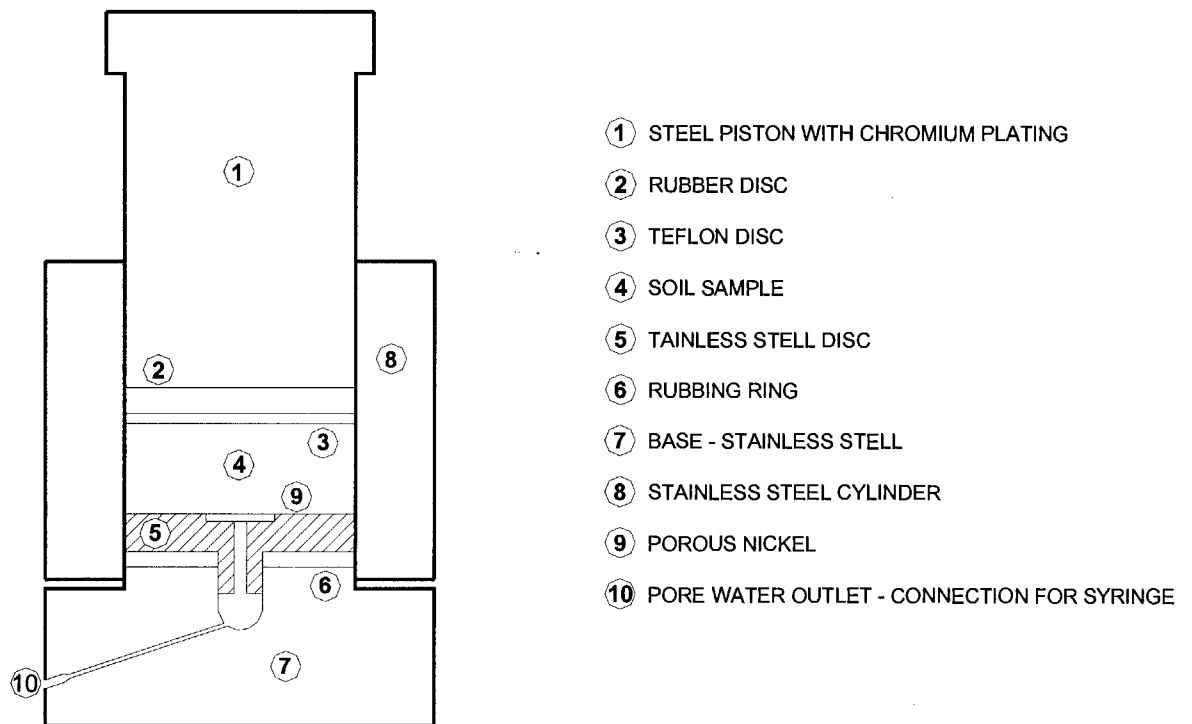 1
2
8
3
4
9
5
6
7
10
1 STEEL PISTON WITH CHROMIUM PLATING
2 RUBBER DISC
3 TEFLON DISC
4 SOIL SAMPLE
5 TAINLESS STELL DISC
6 RUBBING RING
7 BASE - STAINLESS STELL
8 STAINLESS STEEL CYLINDER
9 POROUS NICKEL
10 PORE WATER OUTLET - CONNECTION FOR SYRINGE